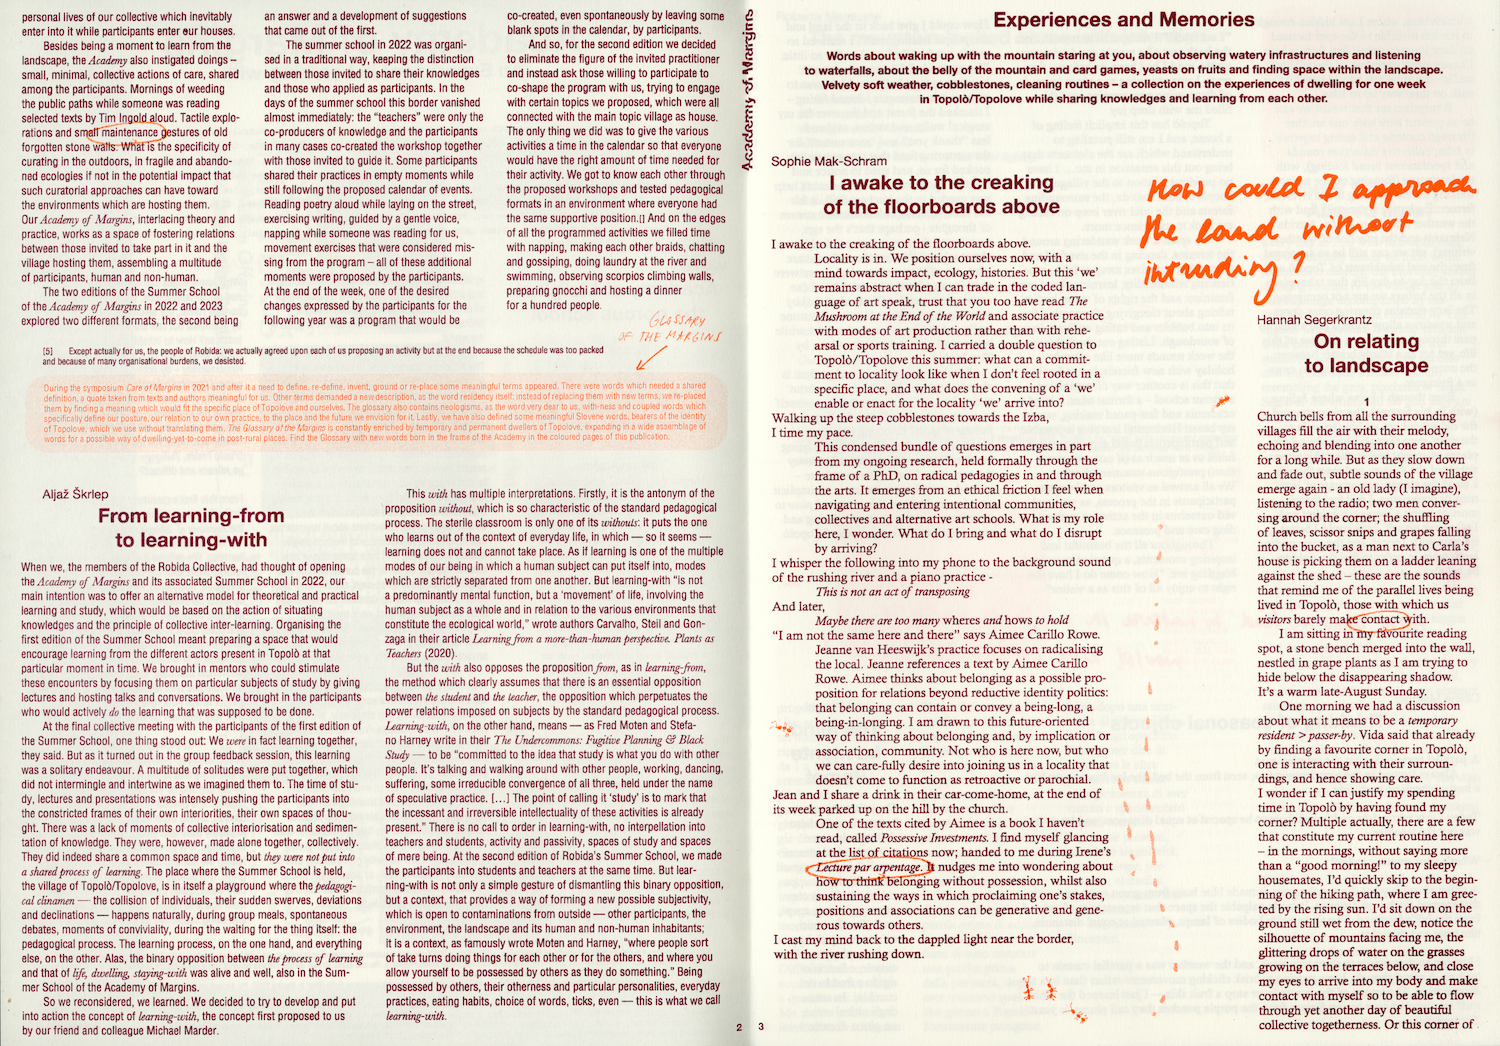 personal lives of our collective which inevitably
enter into it while participants enter our houses.
Besides being a moment to learn from the
landscape, the Academy also instigated doings –
small, minimal, collective actions of care, shared
among the participants. Mornings of weeding
the public paths while someone was reading
selected texts by Tim Ingold aloud. Tactile explo-
rations and small maintenance gestures of old
forgotten stone walls. What is the specificity of
curating in the outdoors, in fragile and abando-
ned ecologies if not in the potential impact that
such curatorial approaches can have toward
the environments which are hosting them.
Our Academy of Margins, interlacing theory and
practice, works as a space of fostering relations
between those invited to take part in it and the
village hosting them, assembling a multitude
of participants, human and non-human.
The two editions of the Summer School
of the Academy of Margins in 2022 and 2023
explored two different formats, the second being
an answer and a development of suggestions
that came out of the first.
The summer school in 2022 was organi-
sed in a traditional way, keeping the distinction
between those invited to share their knowledges
and those who applied as participants. In the
days of the summer school this border vanished
almost immediately: the “teachers” were only the
co-producers of knowledge and the participants
in many cases co-created the workshop together
with those invited to guide it. Some participants
shared their practices in empty moments while
still following the proposed calendar of events.
Reading poetry aloud while laying on the street,
exercising writing, guided by a gentle voice,
napping while someone was reading for us,
movement exercises that were considered mis-
sing from the program – all of these additional
moments were proposed by the participants.
At the end of the week, one of the desired
changes expressed by the participants for the
following year was a program that would be
co-created, even spontaneously by leaving some
blank spots in the calendar, by participants.
And so, for the second edition we decided
to eliminate the figure of the invited practitioner
and instead ask those willing to participate to
co-shape the program with us, trying to engage
with certain topics we proposed, which were all
connected with the main topic village as house.
The only thing we did was to give the various
activities a time in the calendar so that everyone
would have the right amount of time needed for
their activity. We got to know each other through
the proposed workshops and tested pedagogical
formats in an environment where everyone had
the same supportive position.[] And on the edges
of all the programmed activities we filled time
with napping, making each other braids, chatting
and gossiping, doing laundry at the river and
swimming, observing scorpios climbing walls,
preparing gnocchi and hosting a dinner
for a hundred people.
GLOSSARY
OF THE MARGINS
[5] Except actually for us, the people of Robida: we actually agreed upon each of us proposing an activity but at the end because the schedule was too packed
and because of many organisational burdens, we desisted.
During the symposium Care of Margins in 2021 and after it a need to define, re-define, invent, ground or re-place some meaningful terms appeared. There were words which needed a shared
definition, a quote taken from texts and authors meaningful for us. Other terms demanded a new description, as the word residency itself: instead of replacing them with new terms, we re-placed
them by finding a meaning which would fit the specific place of Topolove and ourselves. The glossary also contains neologisms, as the word very dear to us, with-ness and coupled words which
specifically define our posture, our relation to our own practice, to the place and the future we envision for it. Lastly, we have also defined some meaningful Slovene words, bearers of the identity
of Topolove, which we use without translating them. The Glossary of the Margins is constantly enriched by temporary and permanent dwellers of Topolove, expanding in a wide assemblage of
words for a possible way of dwelling-yet-to-come in post-rural places. Find the Glossary with new words born in the frame of the Academy in the coloured pages of this publication.
Aljaž Škrlep
From learning-from
to learning-with
When we, the members of the Robida Collective, had thought of opening
the Academy of Margins and its associated Summer School in 2022, our
main intention was to offer an alternative model for theoretical and practical
learning and study, which would be based on the action of situating
knowledges and the principle of collective inter-learning. Organising the
first edition of the Summer School meant preparing a space that would
encourage learning from the different actors present in Topolò at that
particular moment in time. We brought in mentors who could stimulate
these encounters by focusing them on particular subjects of study by giving
lectures and hosting talks and conversations. We brought in the participants
who would actively do the learning that was supposed to be done.
At the final collective meeting with the participants of the first edition of
the Summer School, one thing stood out: We were in fact learning together,
they said. But as it turned out in the group feedback session, this learning
was a solitary endeavour. A multitude of solitudes were put together, which
did not intermingle and intertwine as we imagined them to. The time of stu-
dy, lectures and presentations was intensely pushing the participants into
the constricted frames of their own interiorities, their own spaces of thou-
ght. There was a lack of moments of collective interiorisation and sedimen-
tation of knowledge. They were, however, made alone together, collectively.
They did indeed share a common space and time, but they were not put into
a shared process of learning. The place where the Summer School is held,
the village of Topolò/Topolove, is in itself a playground where the pedagogi-
cal clinamen — the collision of individuals, their sudden swerves, deviations
and declinations — happens naturally, during group meals, spontaneous
debates, moments of conviviality, during the waiting for the thing itself: the
pedagogical process. The learning process, on the one hand, and everything
else, on the other. Alas, the binary opposition between the process of learning
and that of life, dwelling, staying-with was alive and well, also in the Sum-
mer School of the Academy of Margins.
So we reconsidered, we learned. We decided to try to develop and put
into action the concept of learning-with, the concept first proposed to us
by our friend and colleague Michael Marder.
This with has multiple interpretations. Firstly, it is the antonym of the
proposition without, which is so characteristic of the standard pedagogical
process. The sterile classroom is only one of its withouts: it puts the one
who learns out of the context of everyday life, in which — so it seems —
learning does not and cannot take place. As if learning is one of the multiple
modes of our being in which a human subject can put itself into, modes
which are strictly separated from one another. But learning-with “is not
a predominantly mental function, but a ‘movement’ of life, involving the
human subject as a whole and in relation to the various environments that
constitute the ecological world,” wrote authors Carvalho, Steil and Gon-
zaga in their article Learning from a more-than-human perspective. Plants as
Teachers (2020).
But the with also opposes the proposition from, as in learning-from,
the method which clearly assumes that there is an essential opposition
between the student and the teacher, the opposition which perpetuates the
power relations imposed on subjects by the standard pedagogical process.
Learning-with, on the other hand, means — as Fred Moten and Stefa-
no Harney write in their The Undercommons: Fugitive Planning & Black
Study — to be “committed to the idea that study is what you do with other
people. It’s talking and walking around with other people, working, dancing,
suffering, some irreducible convergence of all three, held under the name
of speculative practice. [...] The point of calling it ‘study’ is to mark that
the incessant and irreversible intellectuality of these activities is already
present.” There is no call to order in learning-with, no interpellation into
teachers and students, activity and passivity, spaces of study and spaces
of mere being. At the second edition of Robida’s Summer School, we made
the participants into students and teachers at the same time. But lear-
ning-with is not only a simple gesture of dismantling this binary opposition,
but a context, that provides a way of forming a new possible subjectivity,
which is open to contaminations from outside — other participants, the
environment, the landscape and its human and non-human inhabitants;
it is a context, as famously wrote Moten and Harney, “where people sort
of take turns doing things for each other or for the others, and where you
allow yourself to be possessed by others as they do something.” Being
possessed by others, their otherness and particular personalities, everyday
practices, eating habits, choice of words, ticks, even — this is what we call
learning-with.
2
Academy of Margins
3
Experiences and Memories
Words about waking up with the mountain staring at you, about observing watery infrastructures and listening
to waterfalls, about the belly of the mountain and card games, yeasts on fruits and finding space within the landscape.
Velvety soft weather, cobblestones, cleaning routines – a collection on the experiences of dwelling for one week
in Topolò/Topolove while sharing knowledges and learning from each other.
Sophie Mak-Schram
I awake to the creaking
of the floorboards above
I awake to the creaking of the floorboards above.
Locality is in. We position ourselves now, with a
mind towards impact, ecology, histories. But this ‘we’
remains abstract when I can trade in the coded lan-
guage of art speak, trust that you too have read The
Mushroom at the End of the World and associate practice
with modes of art production rather than with rehe-
arsal or sports training. I carried a double question to
Topolò/Topolove this summer: what can a commit-
ment to locality look like when I don’t feel rooted in a
specific place, and what does the convening of a ‘we’
enable or enact for the locality ‘we’ arrive into?
Walking up the steep cobblestones towards the Izba,
I time my pace.
This condensed bundle of questions emerges in part
from my ongoing research, held formally through the
frame of a PhD, on radical pedagogies in and through
the arts. It emerges from an ethical friction I feel when
navigating and entering intentional communities,
collectives and alternative art schools. What is my role
here, I wonder. What do I bring and what do I disrupt
by arriving?
I whisper the following into my phone to the background sound
of the rushing river and a piano practice -
This is not an act of transposing
And later,
Maybe there are too many wheres and hows to hold
“I am not the same here and there” says Aimee Carillo Rowe.
Jeanne van Heeswijk’s practice focuses on radicalising
the local. Jeanne references a text by Aimee Carillo
Rowe. Aimee thinks about belonging as a possible pro-
position for relations beyond reductive identity politics:
that belonging can contain or convey a being-long, a
being-in-longing. I am drawn to this future-oriented
way of thinking about belonging and, by implication or
association, community. Not who is here now, but who
we can care-fully desire into joining us in a locality that
doesn’t come to function as retroactive or parochial.
Jean and I share a drink in their car-come-home, at the end of
its week parked up on the hill by the church.
One of the texts cited by Aimee is a book I haven’t
read, called Possessive Investments. I find myself glancing
at the list of citations now; handed to me during Irene’s
Lecture par arpentage. It nudges me into wondering about
how to think belonging without possession, whilst also
sustaining the ways in which proclaiming one’s stakes,
positions and associations can be generative and gene-
rous towards others.
I cast my mind back to the dappled light near the border,
with the river rushing down.
How could I approach
the land without
intruding?
Hannah Segerkrantz
On relating
to landscape
1
Church bells from all the surrounding
villages fill the air with their melody,
echoing and blending into one another
for a long while. But as they slow down
and fade out, subtle sounds of the village
emerge again - an old lady (I imagine),
listening to the radio; two men conver-
sing around the corner; the shuffling
of leaves, scissor snips and grapes falling
into the bucket, as a man next to Carla’s
house is picking them on a ladder leaning
against the shed – these are the sounds
that remind me of the parallel lives being
lived in Topolò, those with which us
visitors barely make contact with.
I am sitting in my favourite reading
spot, a stone bench merged into the wall,
nestled in grape plants as I am trying to
hide below the disappearing shadow.
It’s a warm late-August Sunday.
One morning we had a discussion
about what it means to be a temporary
resident > passer-by. Vida said that already
by finding a favourite corner in Topolò,
one is interacting with their surroun-
dings, and hence showing care.
I wonder if I can justify my spending
time in Topolò by having found my
corner? Multiple actually, there are a few
that constitute my current routine here
– in the mornings, without saying more
than a “good morning!” to my sleepy
housemates, I’d quickly skip to the begin-
ning of the hiking path, where I am gree-
ted by the rising sun. I’d sit down on the
ground still wet from the dew, notice the
silhouette of mountains facing me, the
glittering drops of water on the grasses
growing on the terraces below, and close
my eyes to arrive into my body and make
contact with myself so to be able to flow
through yet another day of beautiful
collective togetherness. Or this corner of